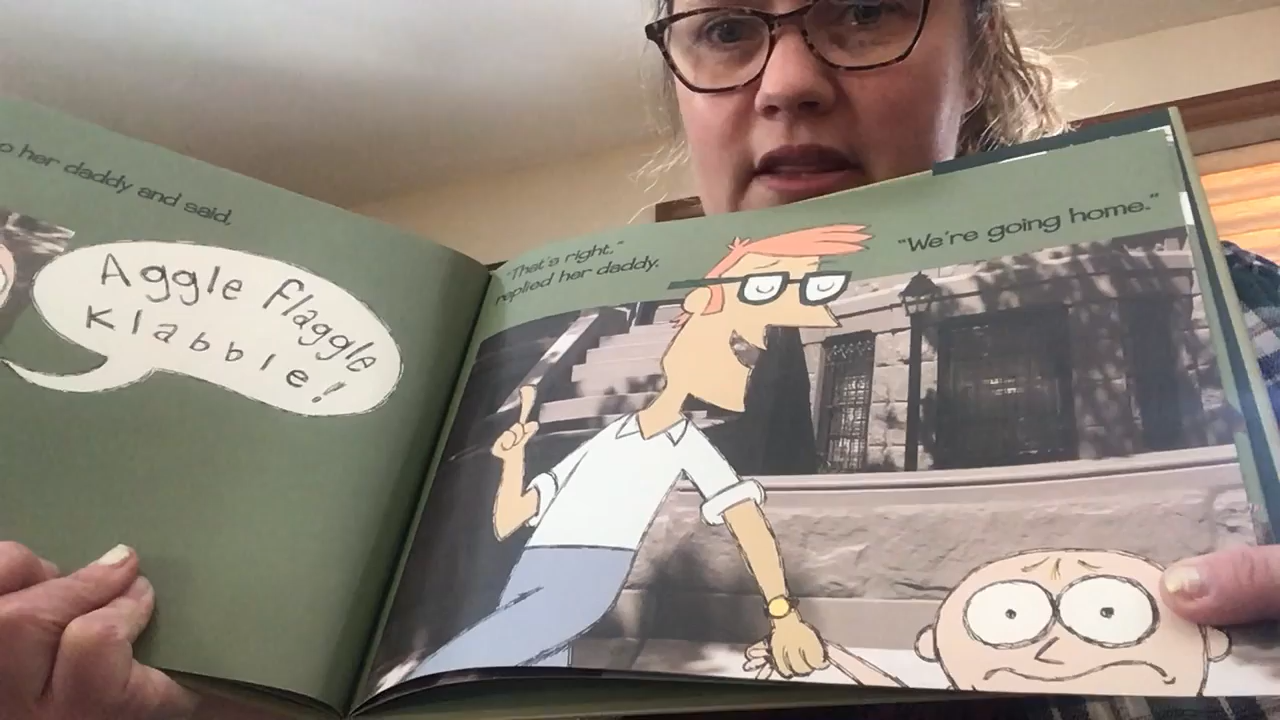 her daddy and said,
Aggle flaggle
Klabble!
"That's right,"
replied her daddy.
"We're going home."